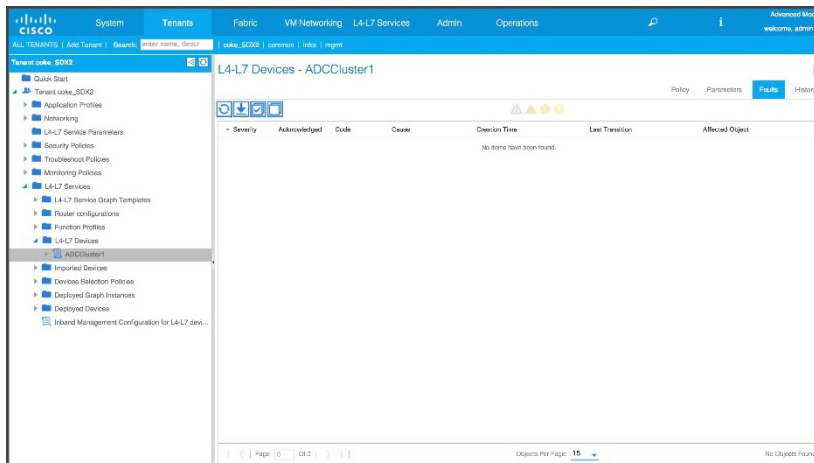 CISCO
System
Tenants
Fabric
VM Networking
L4-L7 Services
Admin
Operations
i
Advanced Mod
welcome, admin
ALL TENANTS | Add Tenant | Search: enter name, descr
| coke_SDX2 | common | infra | mgmt
Tenant coke_SDX2
Quick Start
Tenant coke_SDX2
Application Profiles
Networking
L4-L7 Service Parameters
Security Policies
Troubleshoot Policies
Monitoring Policies
L4-L7 Services
L4-L7 Service Graph Templates
Router configurations
Function Profiles
L4-L7 Devices
ADCCluster1
Imported Devices
Devices Selection Policies
Deployed Graph Instances
Deployed Devices
Inband Management Configuration for L4-L7 devi...
L4-L7 Devices - ADCCluster1
Policy
Parameters
Faults
History
Severity
Acknowledged
Code
Cause
Creation Time
Last Transition
Affected Object
No items have been found.
Page 0
Objects Per Page: 15
No Objects Found